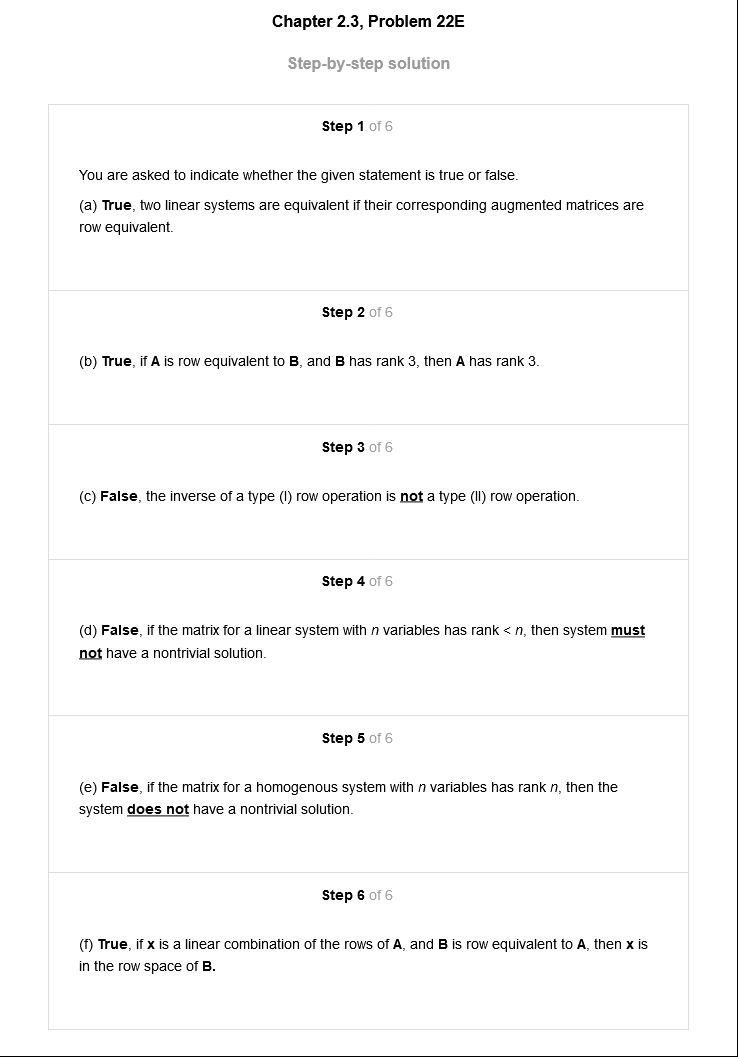 Chapter 2.3, Problem 22E
Step-by-step solution
Step 1 of 6
You are asked to indicate whether the given statement is true or false.
(a) True, two linear systems are equivalent if their corresponding augmented matrices are
row equivalent.
Step 2 of 6
(b) True, if A is row equivalent to B, and B has rank 3, then A has rank 3.
Step 3 of 6
(c) False, the inverse of a type (I) row operation is not a type (II) row operation.
Step 4 of 6
(d) False, if the matrix for a linear system with n variables has rank < n, then system must
not have a nontrivial solution.
Step 5 of 6
(e) False, if the matrix for a homogenous system with n variables has rank n, then the
system does not have a nontrivial solution.
Step 6 of 6
(f) True, if x is a linear combination of the rows of A, and B is row equivalent to A, then x is
in the row space of B.